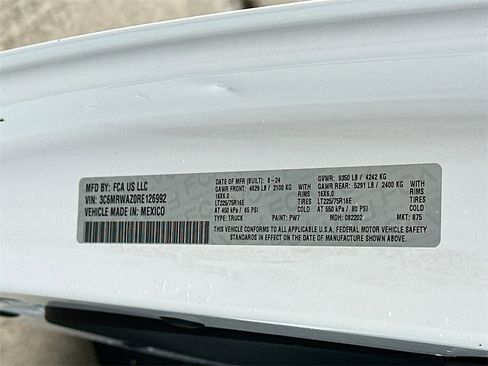 MFD BY: FCA US LLC
VIN: 3C6MRWAZ0RE126992
VEHICLE MADE IN: MEXICO
DATE OF MFR (BUILT): 8-24
GVWR: 9350 LB / 4242 KG
GAWR FRONT: 4629 LB / 2100 KG WITH
GAWR REAR: 5291 LB / 2400 KG WITH
16X6.0 RIMS
16X6.0 RIMS
LT225/75R16E TIRES
LT225/75R16E TIRES
AT 450 kPa / 65 PSI
AT 550 kPa / 80 PSI
TYPE: TRUCK PAINT: PW7 MDH: 082202 MKT: 875
THIS VEHICLE CONFORMS TO ALL APPLICABLE U.S.A. FEDERAL MOTOR VEHICLE SAFETY
STANDARDS IN EFFECT ON THE DATE OF MANUFACTURE SHOWN ABOVE.